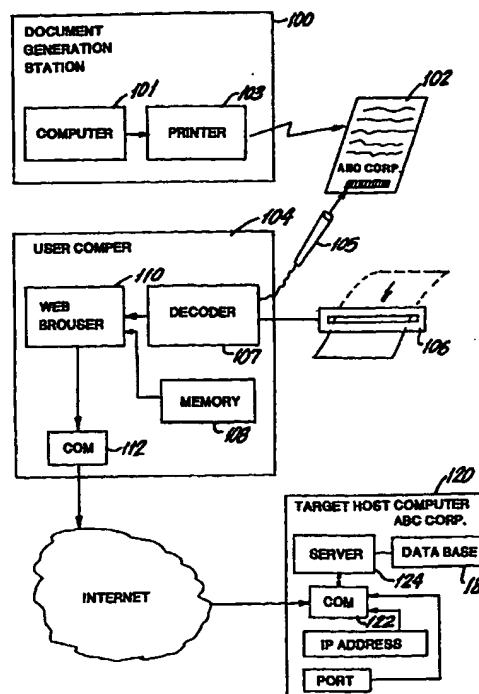 100
DOCUMENT
GENERATION
STATION
101
103
COMPUTER
PRINTER
102
ABC CORP.
104
USER COMPER
105
110
WEB
BROUSER
DECODER
107
106
MEMORY
108
COM
112
INTERNET
120
TARGET HOST COMPUTER
ABC CORP.
SERVER
DATA BASE
124
18
COM
122
IP ADDRESS
PORT